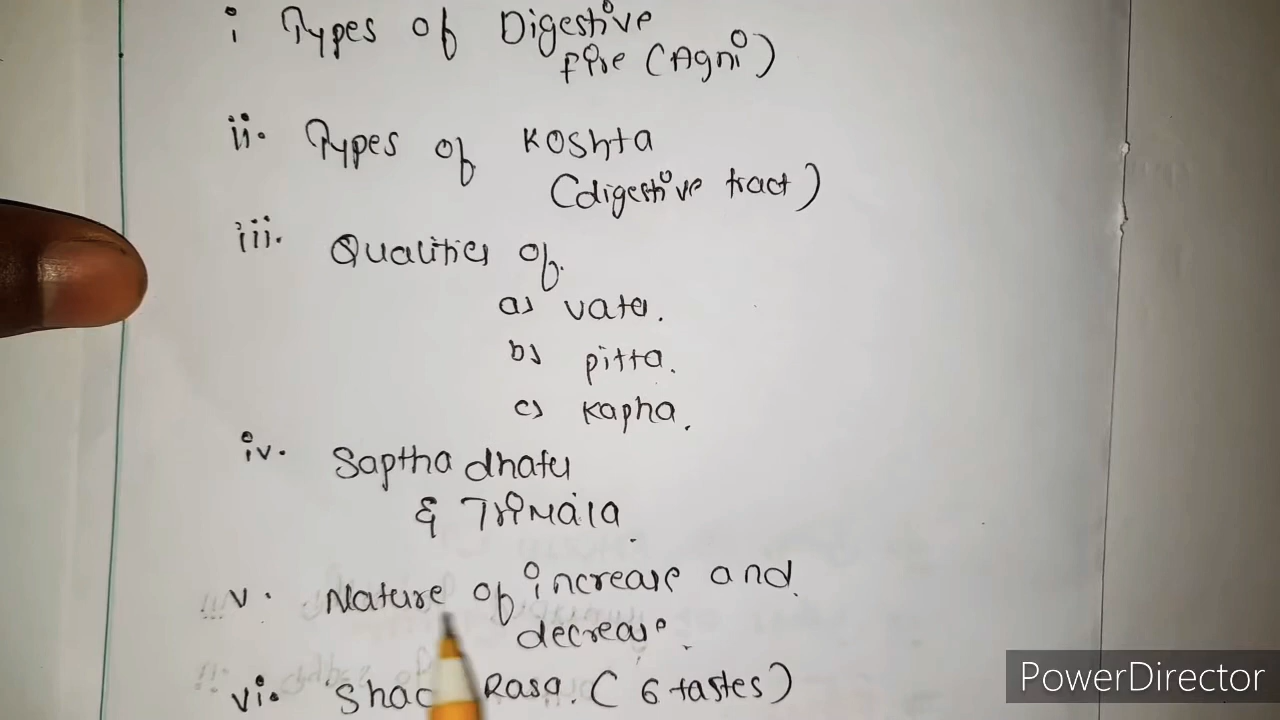 i Types of Digestive
fire (Agni)
ii. Types of Koshta
(digestive tract)
iii. Qualities of
a) vata.
b) pitta.
c) kapha.
iv. Saptha dhatu
& Trimala
v. Nature of increase and
decrease.
vi. Rasa. (6 tastes)
PowerDirector